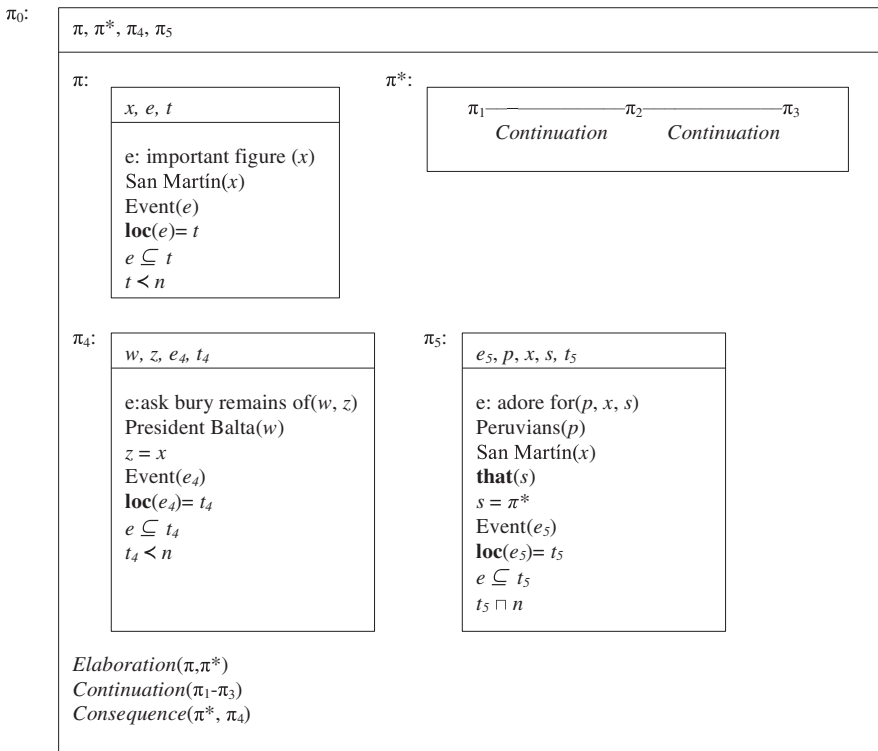 π0:
π, π*, π4, π5
π:
x, e, t
e: important figure (x)
San Martín(x)
Event(e)
loc(e)= t
e ⊆ t
t ≺ n
π*:
π1 π2 π3
Continuation Continuation
π4:
w, z, e4, t4
e:ask bury remains of(w, z)
President Balta(w)
z = x
Event(e4)
loc(e4)= t4
e ⊆ t4
t4 ≺ n
π5:
e5, p, x, s, t5
e: adore for(p, x, s)
Peruvians(p)
San Martín(x)
that(s)
s = π*
Event(e5)
loc(e5)= t5
e ⊆ t5
t5 ⊓ n
Elaboration(π,π*)
Continuation(π1-π3)
Consequence(π*, π4)